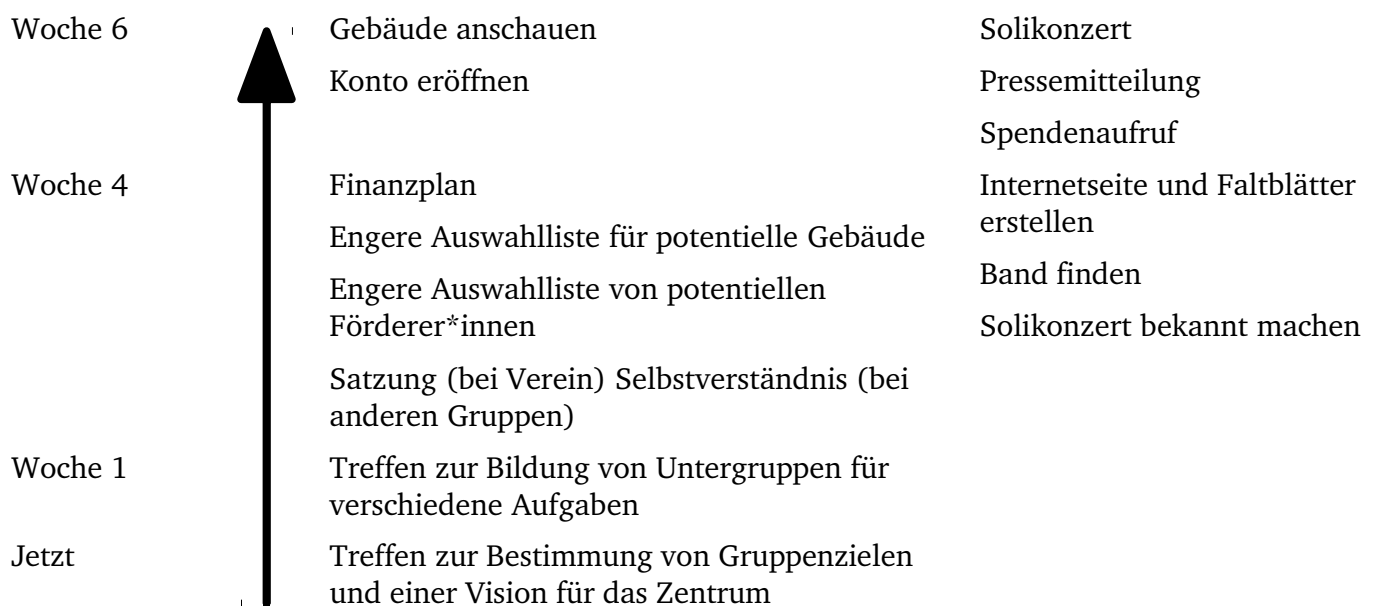 Woche 6
Gebäude anschauen
Solikonzert
Konto eröffnen
Pressemitteilung
Spendenaufruf
Woche 4
Finanzplan
Internetseite und Faltblätter
erstellen
Engere Auswahlliste für potentielle Gebäude
Band finden
Engere Auswahlliste von potentiellen
Förderer*innen
Solikonzert bekannt machen
Satzung (bei Verein) Selbstverständnis (bei
anderen Gruppen)
Woche 1
Treffen zur Bildung von Untergruppen für
verschiedene Aufgaben
Jetzt
Treffen zur Bestimmung von Gruppenzielen
und einer Vision für das Zentrum